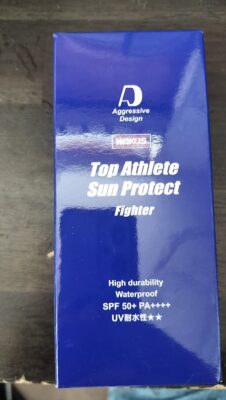 Aggressive
Design
WAKO'S
Top Athlete
Sun Protect
Fighter
High durability
Waterproof
SPF 50+ PA++++
UV耐水性★★